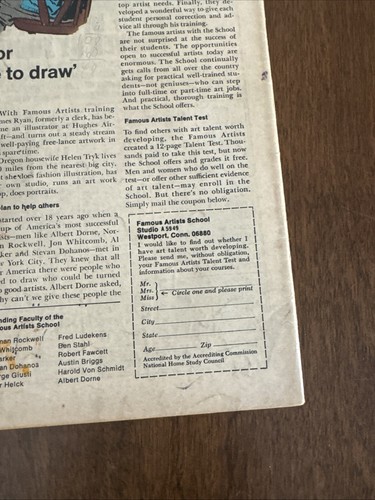 or
to draw'
With Famous Artists training
Ryan, formerly a clerk, has be-
an illustrator at Hughes Air-
and turns out a steady stream
well-paying free-lance artwork in
sparetime.
Oregon housewife Helen Tryk lives
miles from the nearest big city.
she does fashion illustration, has
own studio, runs an art work
does portraits.
to help others
started over 18 years ago when a
of America's most successful
men like Albert Dorne, Nor-
Rockwell, Jon Whitcomb, Al
and Stevan Dohanos—met in
York City. They knew that all
America there were people who
to draw who could be turned
good artists. Albert Dorne asked,
can't we give these people the
Faculty of the
Artists School
Rockwell
Whitcomb
Dohanos
Giusti
Helck
Fred Ludekens
Ben Stahl
Robert Fawcett
Austin Briggs
Harold Von Schmidt
Albert Dorne
top artist needs. Finally, they de-
veloped a wonderful way to give each
student personal correction and ad-
vice all through his training.
The famous artists with the School
are not surprised at the success of
their students. The opportunities
open to successful artists today are
enormous. The School continually
gets calls from all over the country
asking for practical well-trained stu-
dents—not geniuses—who can step
into full-time or part-time art jobs.
And practical, thorough training is
what the School offers.
Famous Artists Talent Test
To find others with art talent worth
developing, the Famous Artists
created a 12-page Talent Test. Thou-
sands paid to take this test, but now
the School offers and grades it free.
Men and women who do well on the
test—or offer other sufficient evidence
of art talent—may enroll in the
School. But there's no obligation.
Simply mail the coupon below.
Famous Artists School
Studio
Westport, Conn. 06880
I would like to find out whether I
have art talent worth developing.
Please send me, without obligation,
your Famous Artists Talent Test and
information about your courses.
Mr.
Mrs. ← Circle one and please print
Miss
Street
City
State
Age Zip
Accredited by the Accrediting Commission
National Home Study Council